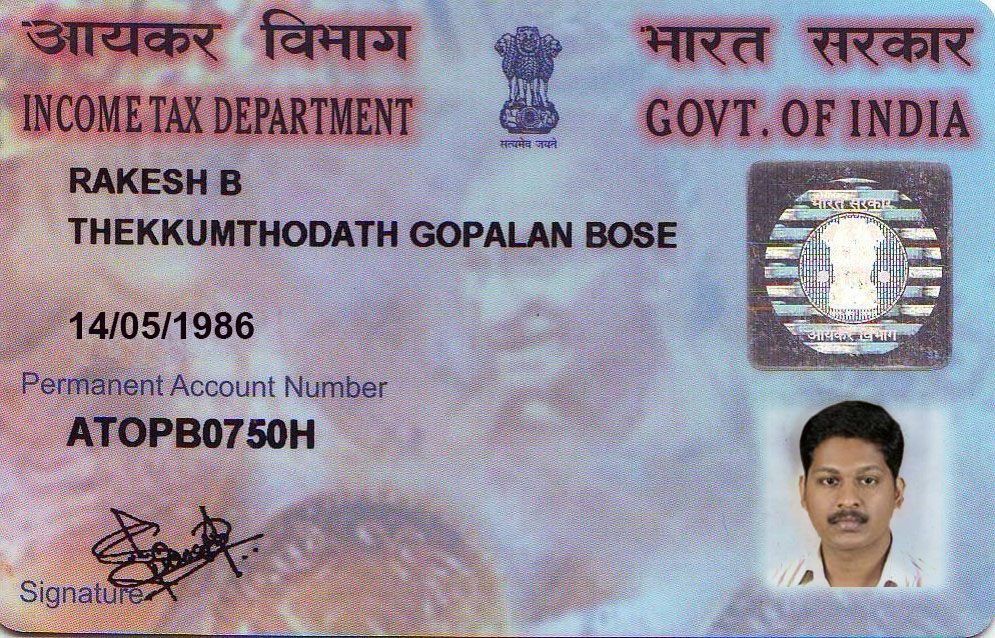 आयकर विभाग
भारत सरकार
INCOME TAX DEPARTMENT
GOVT. OF INDIA
सत्यमेव जयते
RAKESH B
THEKKUMTHODATH GOPALAN BOSE
भारत सरकार
आयकर विभाग
14/05/1986
Permanent Account Number
ATOPB0750H
Signature